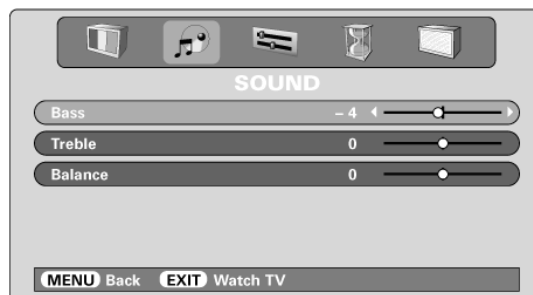 SOUND
Bass – 4
Treble 0
Balance 0
MENU Back EXIT Watch TV